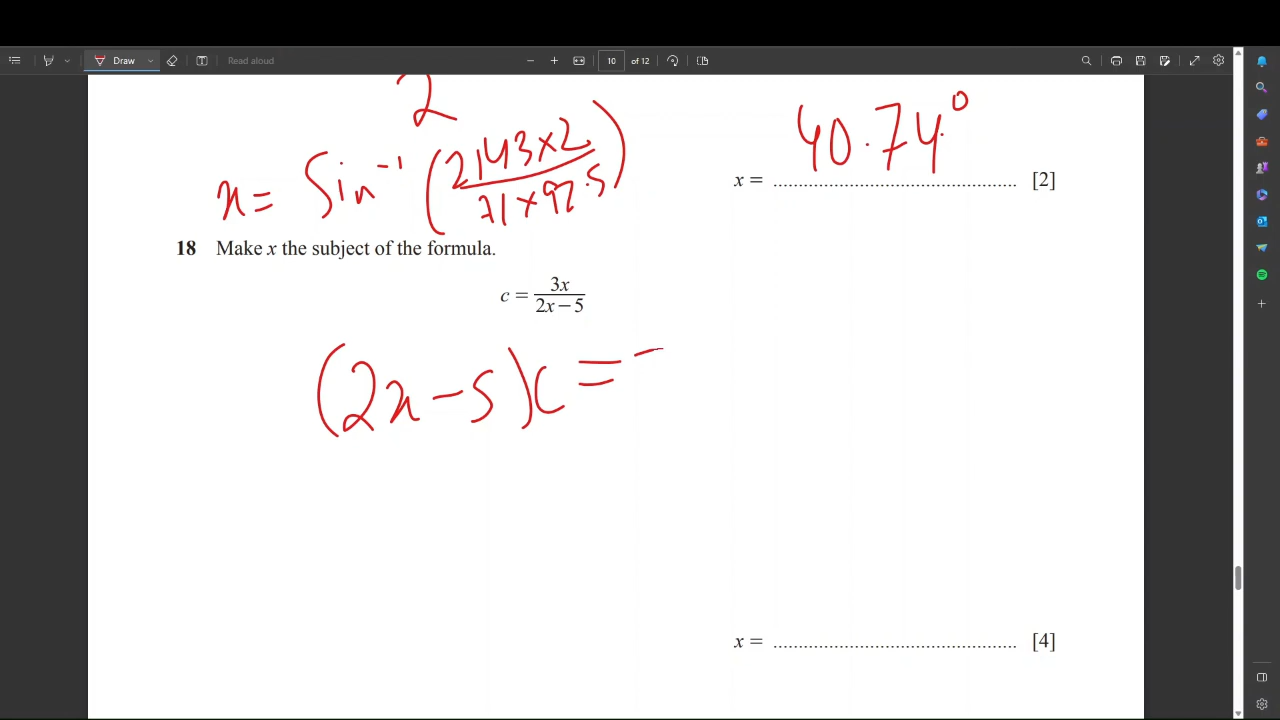 Draw
Read aloud
10 of 12
2
x = Sin⁻¹ (2143×2 / 71×92.5)
40.74°
x = ................................................ [2]
18 Make x the subject of the formula.
c = 3x / 2x − 5
(2x − 5)c =
x = ................................................ [4]